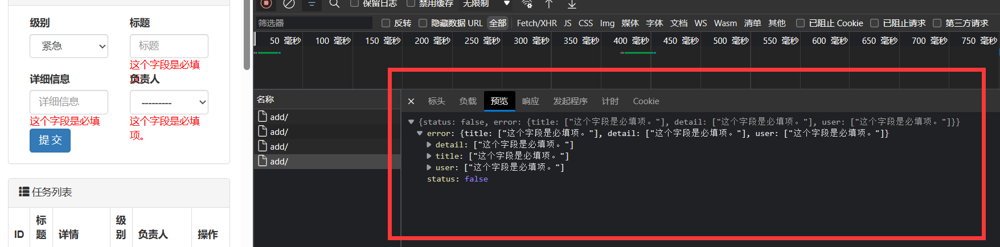 级别
标题
紧急
标题
这个字段是必填项。
详细信息
负责人
详细信息
---------
这个字段是必填
这个字段是必填项。
提 交
任务列表
ID
标题
详情
级别
负责人
操作
保留日志
禁用缓存
无限制
筛选器
反转
隐藏数据 URL
全部
Fetch/XHR
JS
CSS
Img
媒体
字体
文档
WS
Wasm
清单
其他
已阻止 Cookie
已阻止请求
第三方请求
50 毫秒
100 毫秒
150 毫秒
200 毫秒
250 毫秒
300 毫秒
350 毫秒
400 毫秒
450 毫秒
500 毫秒
550 毫秒
600 毫秒
650 毫秒
700 毫秒
750 毫秒
名称
add/
add/
add/
add/
标头
负载
预览
响应
发起程序
计时
Cookie
{status: false, error: {title: ["这个字段是必填项。"], detail: ["这个字段是必填项。"], user: ["这个字段是必填项。"]}}
error: {title: ["这个字段是必填项。"], detail: ["这个字段是必填项。"], user: ["这个字段是必填项。"]}
detail: ["这个字段是必填项。"]
title: ["这个字段是必填项。"]
user: ["这个字段是必填项。"]
status: false